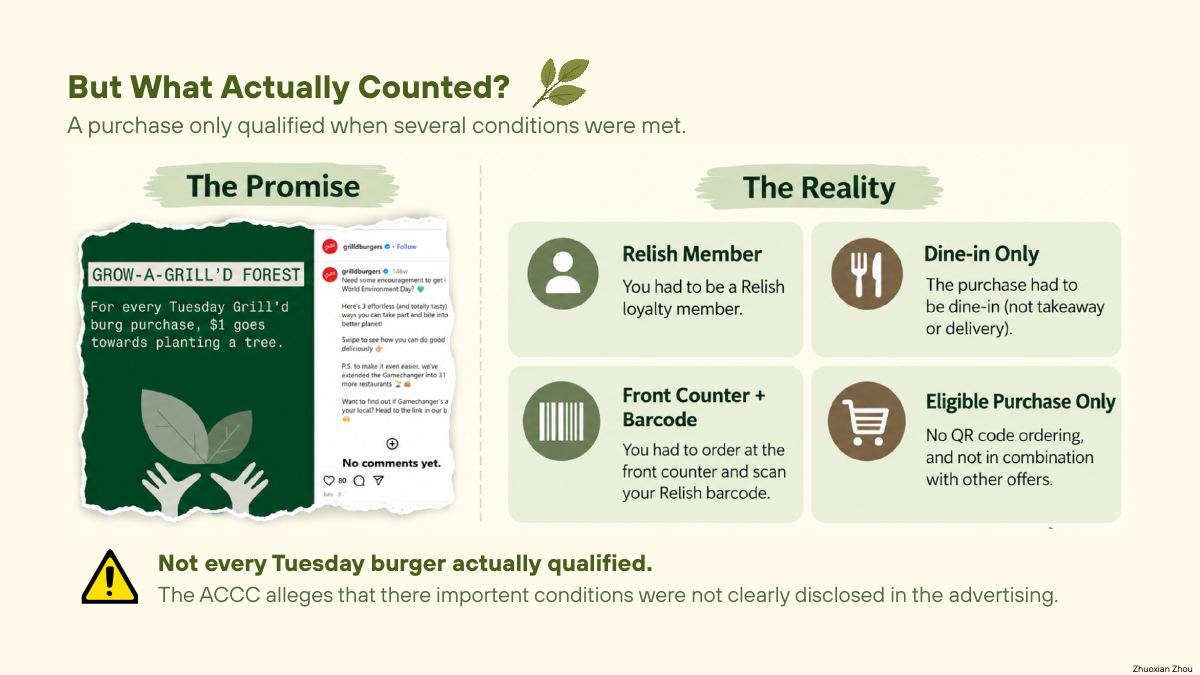 But What Actually Counted?
A purchase only qualified when several conditions were met.
The Promise
GROW-A-GRILL'D FOREST
For every Tuesday Grill'd
burg purchase, $1 goes
towards planting a tree.
grilldburgers • Follow
grilldburgers 146w
Need some encouragement to get i
World Environment Day? 💚
Here's 3 effortless (and totally tasty)
ways you can take part and bite into
better planet!
Swipe to see how you can do good
deliciously 👉🏻
P.S. to make it even easier, we've
extended the Gamechanger into 31
more restaurants 🌱 🍔
Want to find out if Gamechanger's a
your local? Head to the link in our b
🙌
No comments yet.
80
The Reality
Relish Member
You had to be a Relish
loyalty member.
Dine-in Only
The purchase had to
be dine-in (not takeaway
or delivery).
Front Counter +
Barcode
You had to order at the
front counter and scan
your Relish barcode.
Eligible Purchase Only
No QR code ordering,
and not in combination
with other offers.
Not every Tuesday burger actually qualified.
The ACCC alleges that there importent conditions were not clearly disclosed in the advertising.
Zhuoxian Zhou